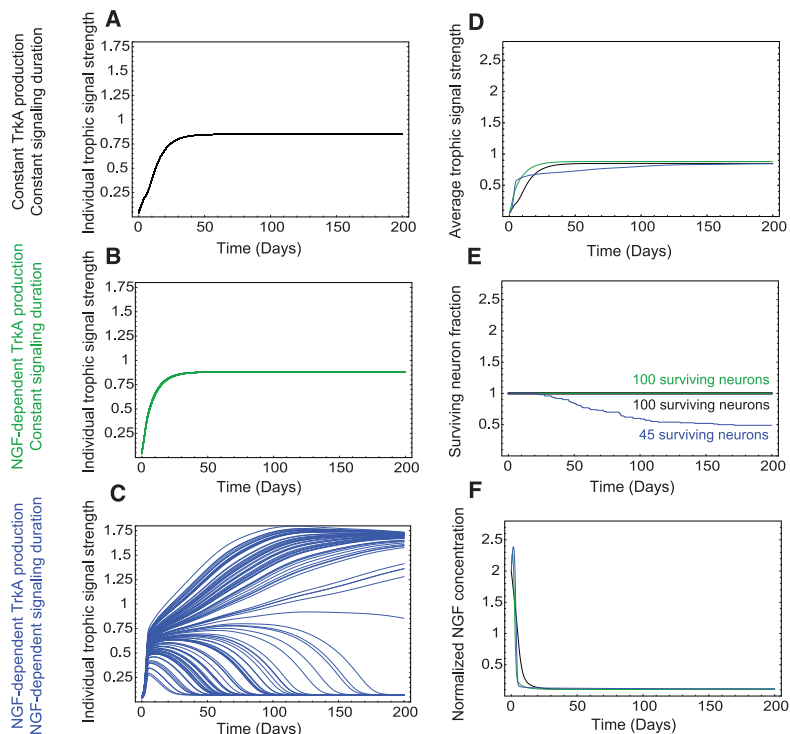 Constant TrkA production
Constant signaling duration
A
Individual trophic signal strength
1.75
1.5
1.25
1
0.75
0.5
0.25
0
50
100
150
200
Time (Days)
NGF-dependent TrkA production
Constant signaling duration
B
Individual trophic signal strength
1.75
1.5
1.25
1
0.75
0.5
0.25
0
50
100
150
200
Time (Days)
NGF-dependent TrkA production
NGF-dependent signaling duration
C
Individual trophic signal strength
1.75
1.5
1.25
1
0.75
0.5
0.25
0
50
100
150
200
Time (Days)
D
Average trophic signal strength
2.5
2
1.5
1
0.5
0
50
100
150
200
Time (Days)
E
Surviving neuron fraction
2.5
2
1.5
1
0.5
100 surviving neurons
100 surviving neurons
45 surviving neurons
0
50
100
150
200
Time (Days)
F
Normalized NGF concentration
2.5
2
1.5
1
0.5
0
50
100
150
200
Time (Days)